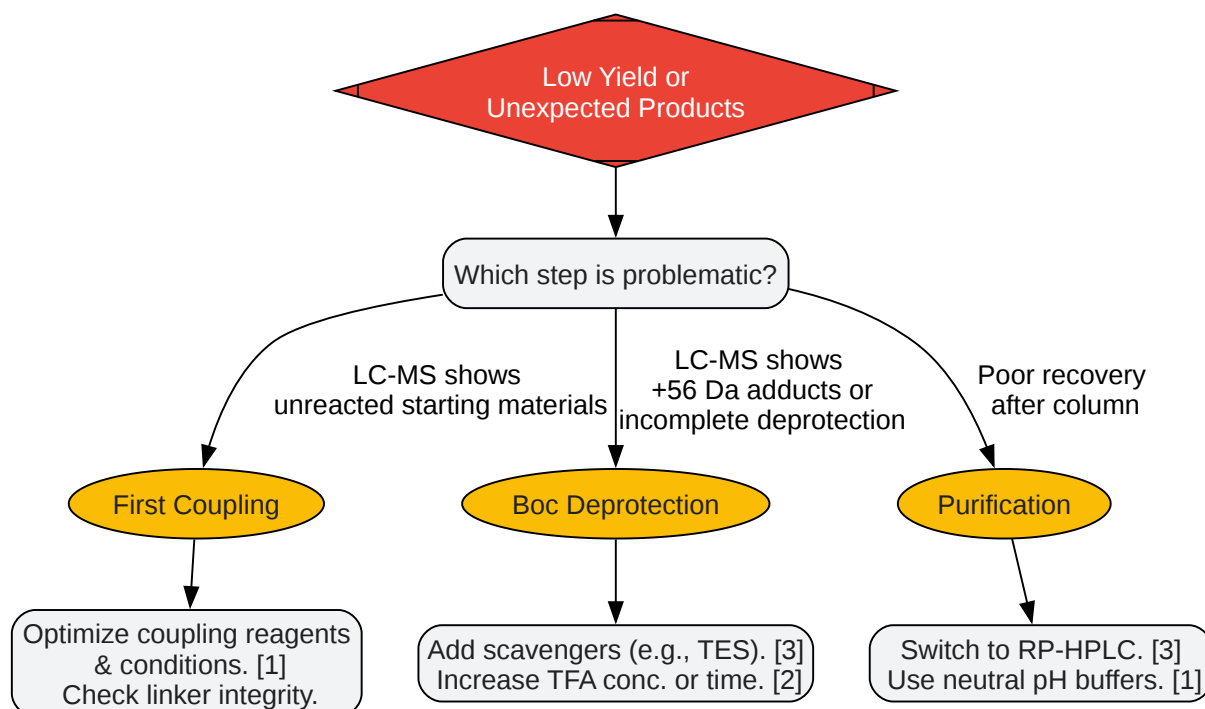 Low Yield or
Unexpected Products
Which step is problematic?
LC-MS shows
unreacted starting materials
LC-MS shows
+56 Da adducts or
incomplete deprotection
Poor recovery
after column
First Coupling
Boc Deprotection
Purification
Optimize coupling reagents
& conditions. [1]
Check linker integrity.
Add scavengers (e.g., TES). [3]
Increase TFA conc. or time. [2]
Switch to RP-HPLC. [3]
Use neutral pH buffers. [1]